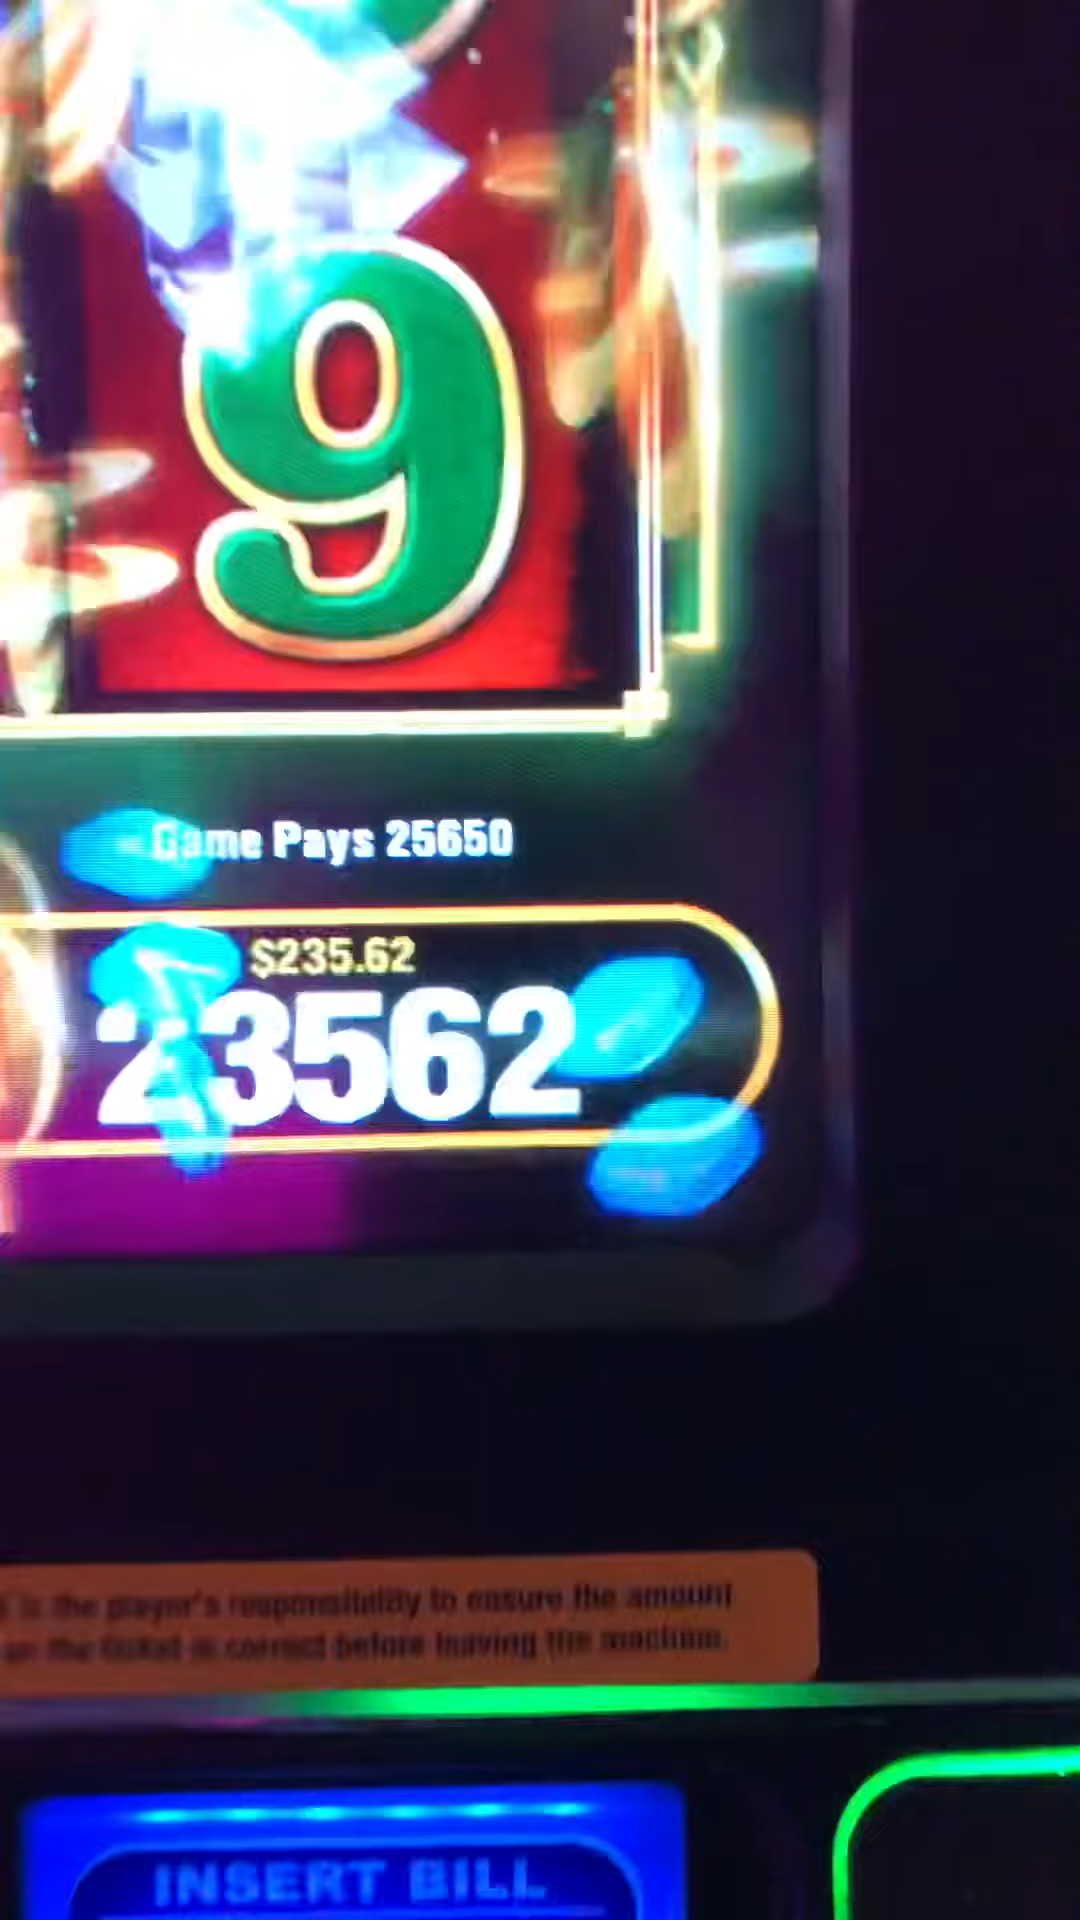 9
Game Pays 25650
$235.62
23562
is the player's responsibility to ensure the amount
on the ticket is correct before leaving the machine.
INSERT BILL